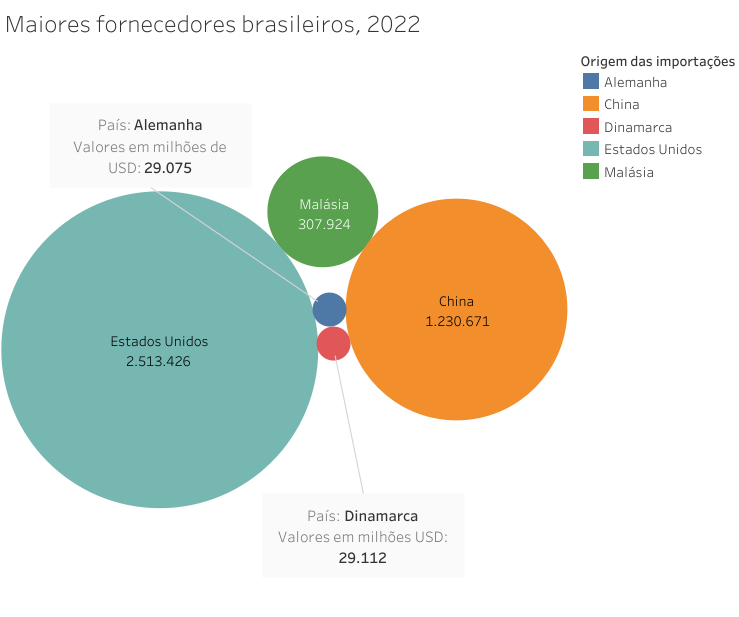 Maiores fornecedores brasileiros, 2022
Origem das importações
Alemanha
China
Dinamarca
Estados Unidos
Malásia
País: Alemanha
Valores em milhões de
USD: 29.075
Malásia
307.924
China
1.230.671
Estados Unidos
2.513.426
País: Dinamarca
Valores em milhões USD:
29.112